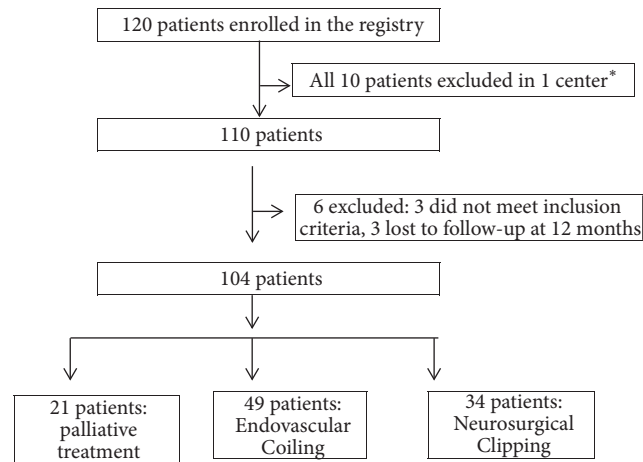 120 patients enrolled in the registry
All 10 patients excluded in 1 center*
110 patients
6 excluded: 3 did not meet inclusion
criteria, 3 lost to follow-up at 12 months
104 patients
21 patients:
palliative
treatment
49 patients:
Endovascular
Coiling
34 patients:
Neurosurgical
Clipping